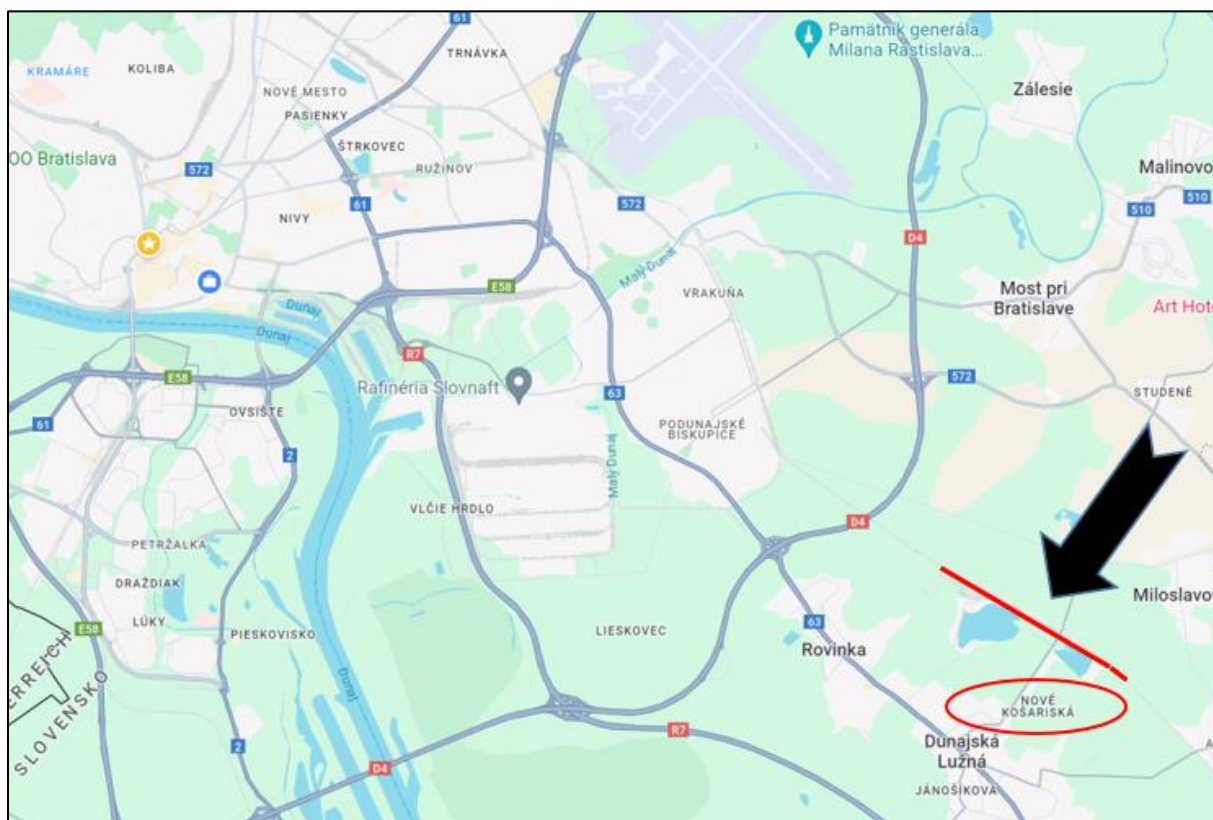 61
TRNÁVKA
Pamätník generála
Milana Rastislava...
KRAMÁRE
KOLIBA
NOVÉ MESTO
PASIENKY
Zálesie
ŠTRKOVEC
OO Bratislava
572
RUŽINOV
Malinovo
61
572
510
510
NIVY
D4
Malý Dunaj
E58
VRAKUŇA
Most pri
Bratislave
Art Hote
Dunaj
Dunaj
R7
E58
Rafinéria Slovnaft
63
572
STUDENÉ
OVSIŠTE
61
2
PODUNAJSKÉ
BISKUPICE
Malý Dunaj
VLČIE HRDLO
D4
PETRŽALKA
DRAŽDIAK
LÚKY
Miloslavov
E58
PIESKOVISKO
LIESKOVEC
63
Rovinka
ERREICH
SLOVENSKO
Dunaj
NOVÉ
KOŠARISKÁ
R7
2
D4
Dunajská
Lužná
JÁNOŠÍKOVÁ